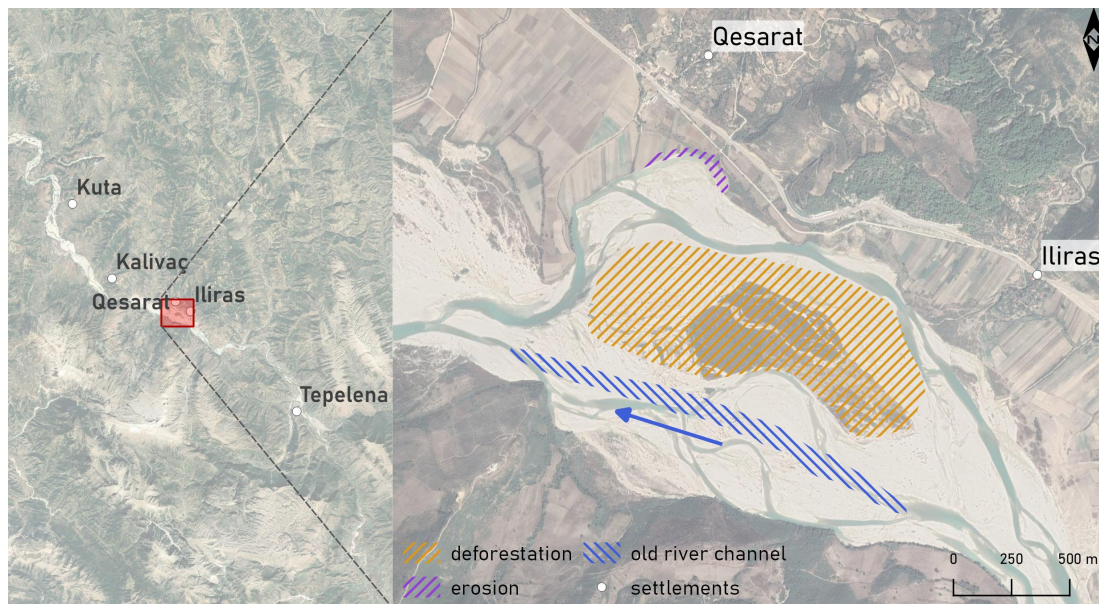 Kuta
Kalivaç
Qesarat
Iliras
Tepelena
Qesarat
Iliras
N
deforestation
old river channel
erosion
settlements
0 250 500 m